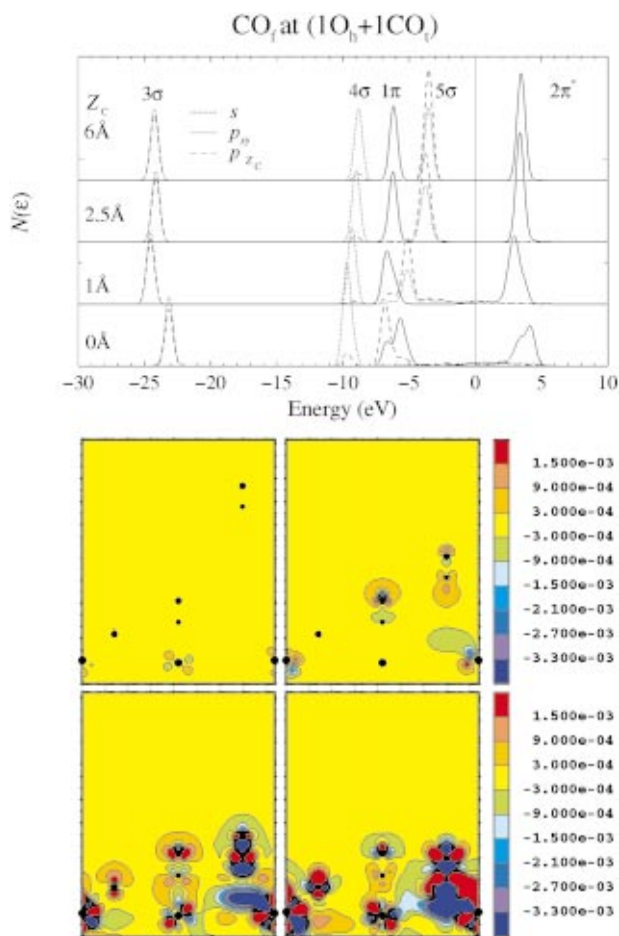 CO_f at (1O_h+1CO_t)
Z_C
3σ
4σ
1π
5σ
2π*
6Å
s
p_xy
p_z_C
2.5Å
1Å
0Å
N(ε)
−30
−25
−20
−15
−10
−5
0
5
10
Energy (eV)
1.500e-03
9.000e-04
3.000e-04
-3.000e-04
-9.000e-04
-1.500e-03
-2.100e-03
-2.700e-03
-3.300e-03
1.500e-03
9.000e-04
3.000e-04
-3.000e-04
-9.000e-04
-1.500e-03
-2.100e-03
-2.700e-03
-3.300e-03